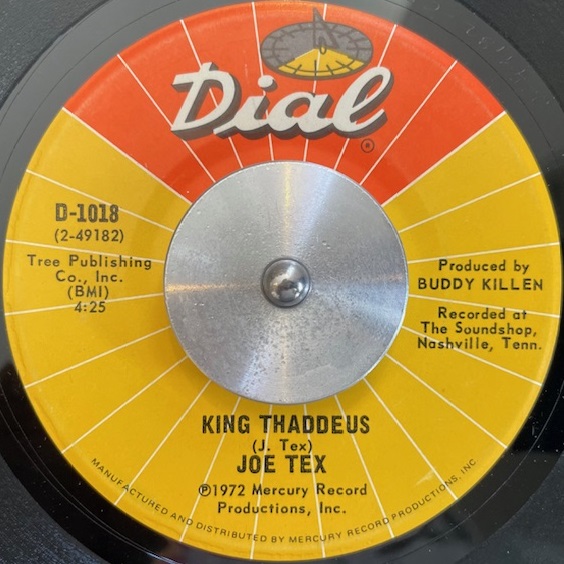 Dial
®
D-1018
(2-49182)
Tree Publishing
Co., Inc.
(BMI)
4:25
Produced by
BUDDY KILLEN
Recorded at
The Soundshop,
Nashville, Tenn.
KING THADDEUS
(J. Tex)
JOE TEX
℗1972 Mercury Record
Productions, Inc.
MANUFACTURED AND DISTRIBUTED BY MERCURY RECORD PRODUCTIONS, INC